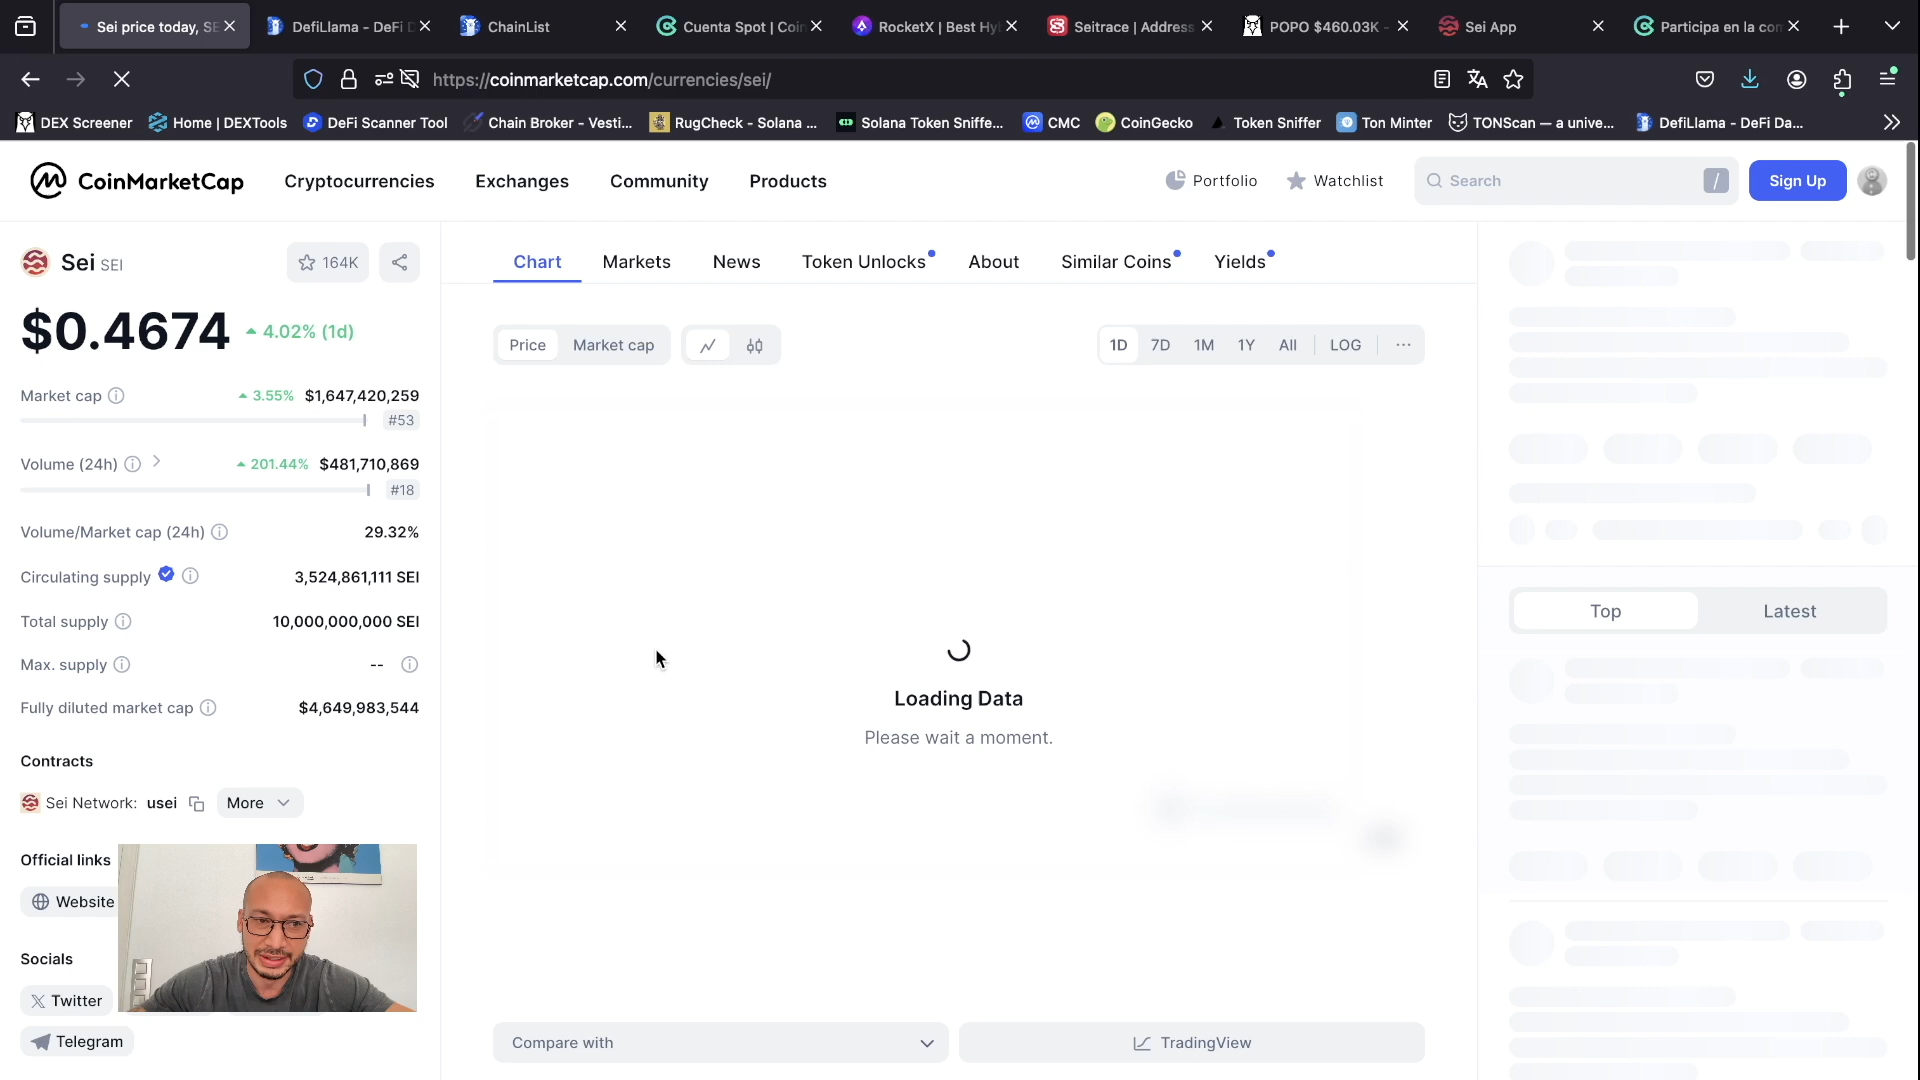 Sei price today, SE
DefiLlama - DeFi D
ChainList
Cuenta Spot | Coin
RocketX | Best Hy
Seitrace | Address
POPO $460.03K -
Sei App
Participa en la con
https://coinmarketcap.com/currencies/sei/
DEX Screener
Home | DEXTools
DeFi Scanner Tool
Chain Broker - Vesti...
RugCheck - Solana ...
Solana Token Sniffe...
CMC
CoinGecko
Token Sniffer
Ton Minter
TONScan — a unive...
DefiLlama - DeFi Da...
CoinMarketCap
Cryptocurrencies
Exchanges
Community
Products
Portfolio
Watchlist
Search
/
Sign Up
Sei SEI
164K
$0.4674
4.02% (1d)
Market cap
3.55% $1,647,420,259
#53
Volume (24h)
201.44% $481,710,869
#18
Volume/Market cap (24h)
29.32%
Circulating supply
3,524,861,111 SEI
Total supply
10,000,000,000 SEI
Max. supply
--
Fully diluted market cap
$4,649,983,544
Contracts
Sei Network: usei
More
Official links
Website
Socials
Twitter
Telegram
Chart
Markets
News
Token Unlocks
About
Similar Coins
Yields
Price
Market cap
1D
7D
1M
1Y
All
LOG
...
Loading Data
Please wait a moment.
Compare with
TradingView
Top
Latest